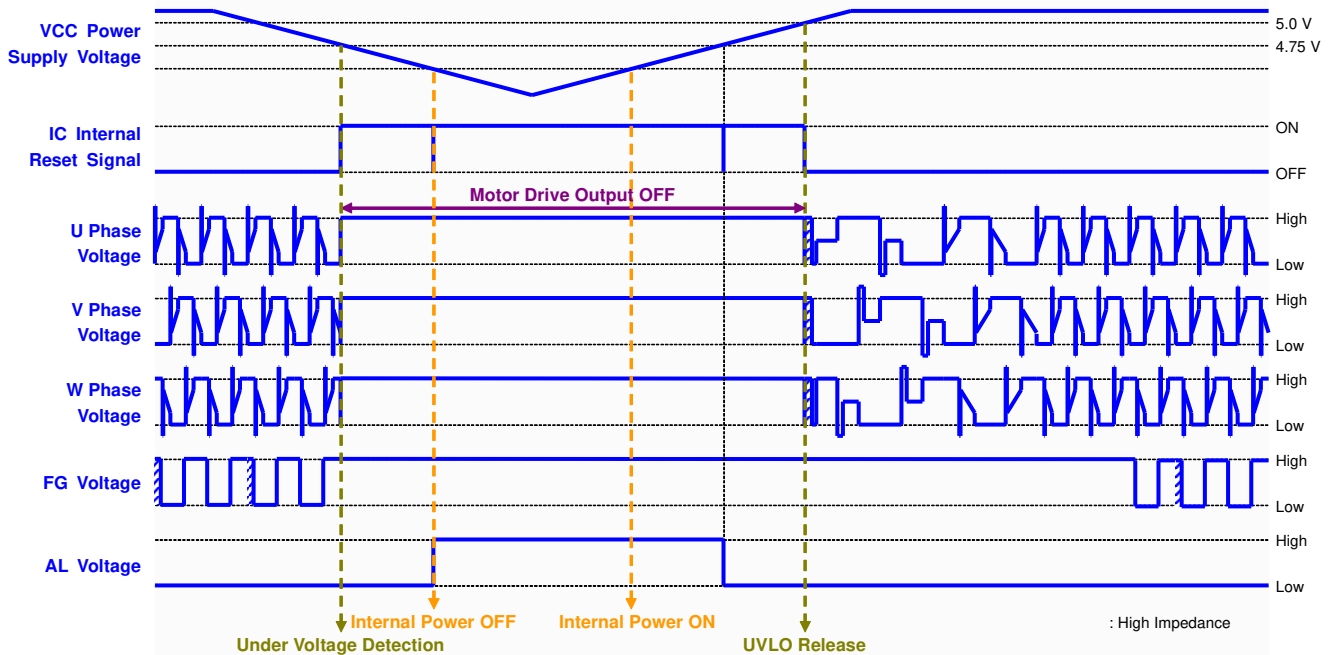 VCC Power
Supply Voltage
5.0 V
4.75 V
IC Internal
Reset Signal
ON
OFF
Motor Drive Output OFF
U Phase
Voltage
High
Low
V Phase
Voltage
High
Low
W Phase
Voltage
High
Low
FG Voltage
High
Low
AL Voltage
High
Low
Internal Power OFF
Internal Power ON
: High Impedance
Under Voltage Detection
UVLO Release